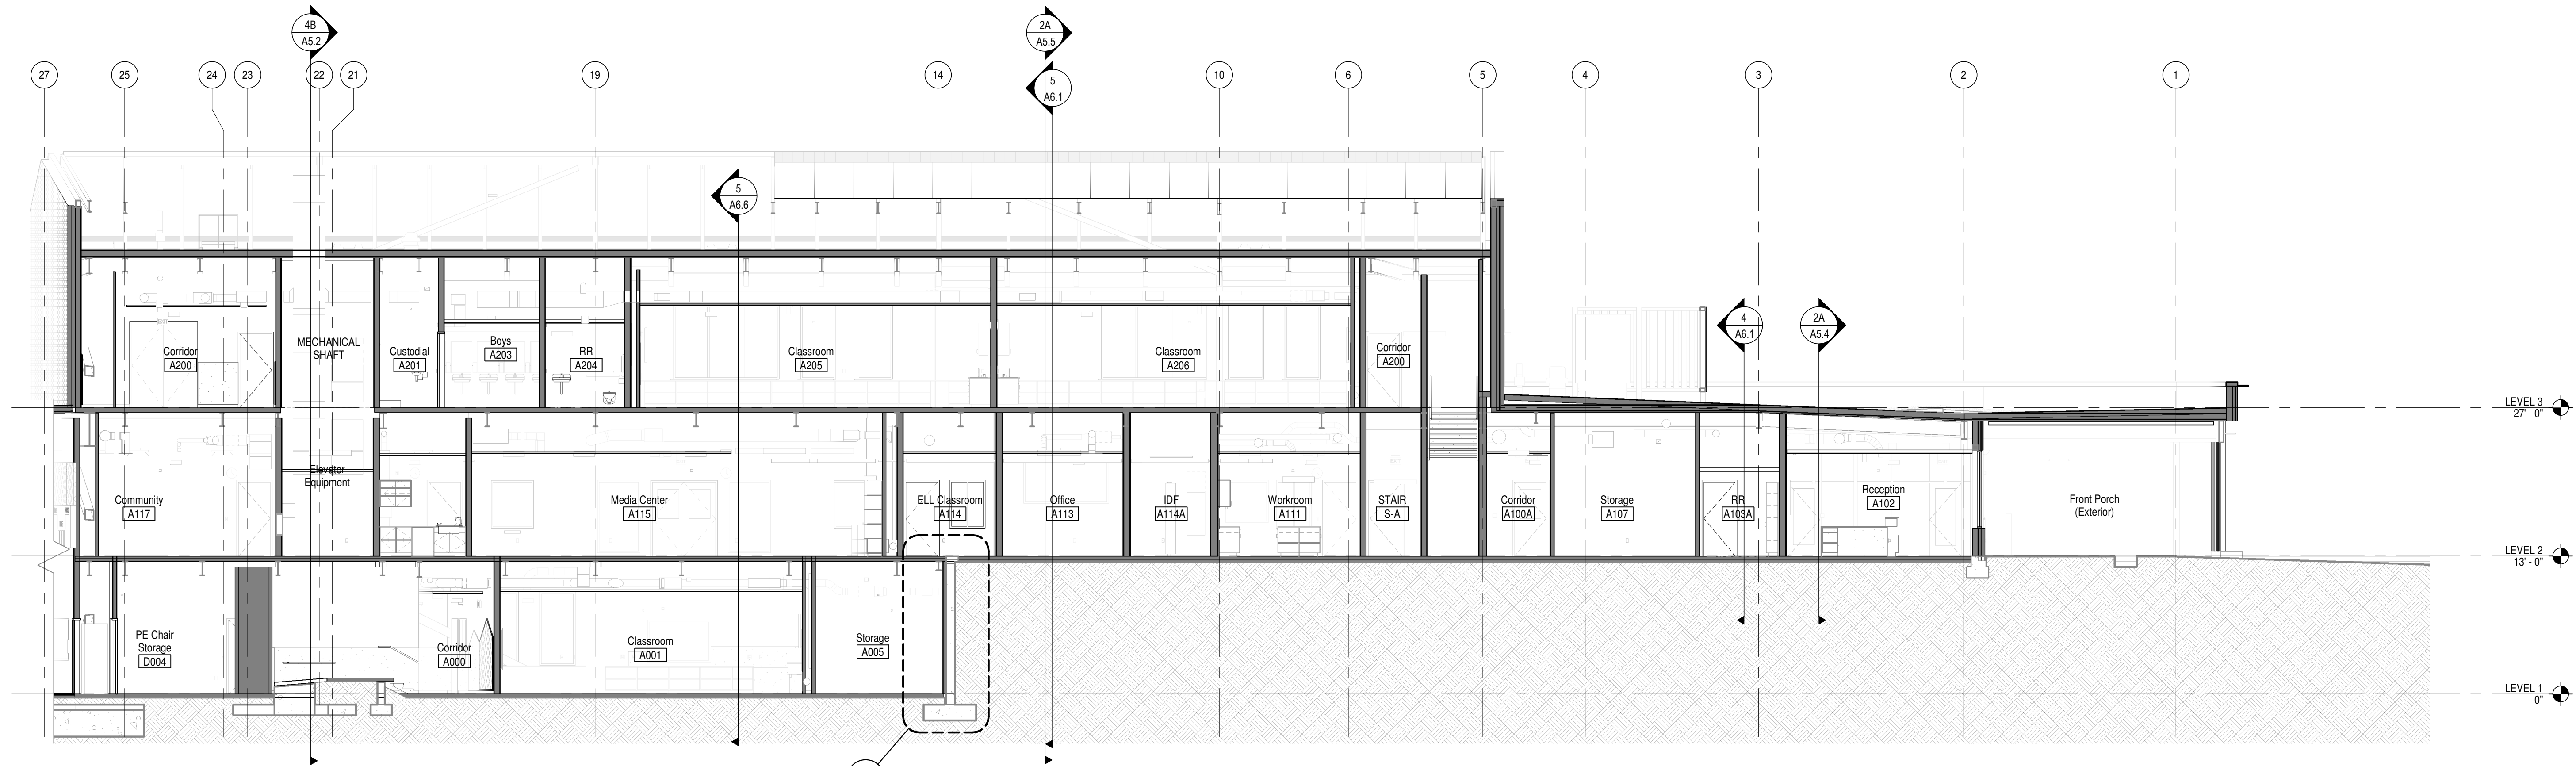 4B
A5.2
2A
A5.5
27
25
24
23
22
21
19
14
5
A6.1
10
6
5
4
3
2
1
5
A6.6
Corridor
A200
MECHANICAL
SHAFT
Custodial
A201
Boys
A203
RR
A204
Classroom
A205
Classroom
A206
Corridor
A200
4
A6.1
2A
A5.4
LEVEL 3
27' - 0"
Community
A117
Elevator
Equipment
Media Center
A115
ELL Classroom
A114
Office
A113
IDF
A114A
Workroom
A111
STAIR
S-A
Corridor
A100A
Storage
A107
RR
A103A
Reception
A102
Front Porch
(Exterior)
LEVEL 2
13' - 0"
PE Chair
Storage
D004
Corridor
A000
Classroom
A001
Storage
A005
LEVEL 1
0"